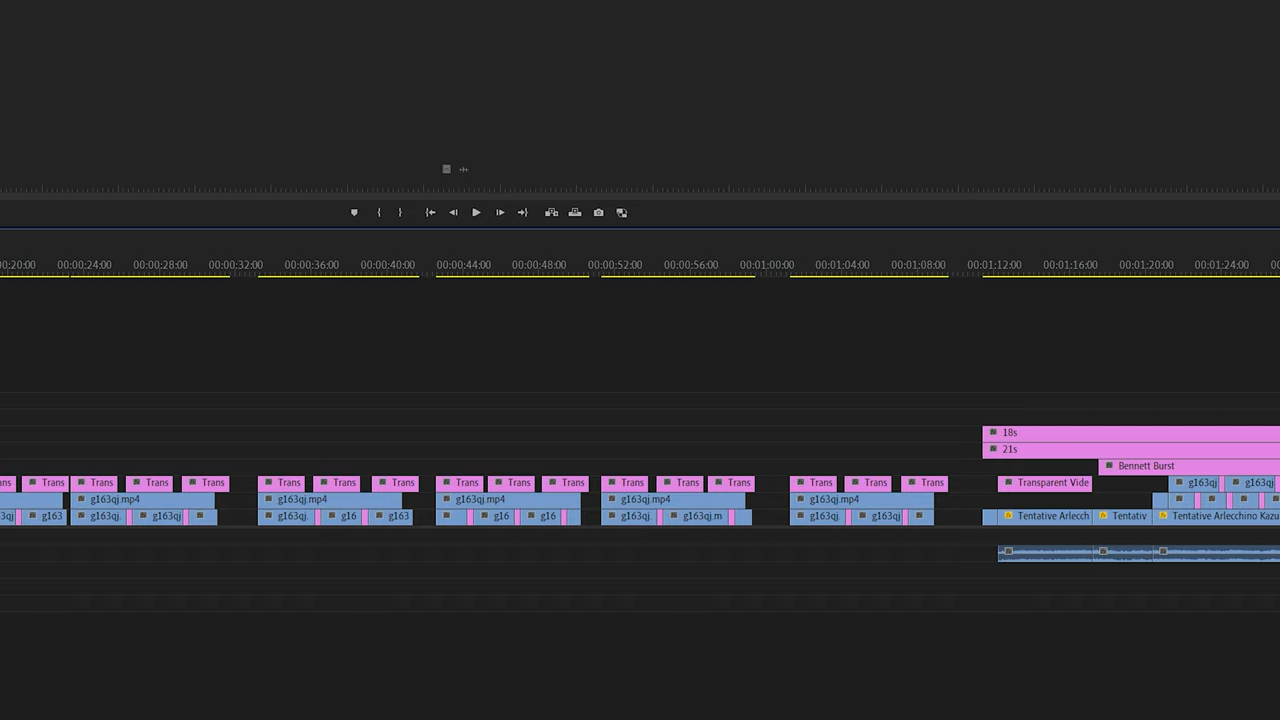 00:00:20:00 00:00:24:00 00:00:28:00 00:00:32:00 00:00:36:00 00:00:40:00 00:00:44:00 00:00:48:00 00:00:52:00 00:00:56:00 00:01:00:00 00:01:04:00 00:01:08:00 00:01:12:00 00:01:16:00 00:01:20:00 00:01:24:00
18s
21s
Bennett Burst
ans Trans Trans Trans Trans Trans Trans Trans Trans Trans Trans Trans Trans Trans Trans Trans Trans Transparent Vide g163qj g163qj
g163qj.mp4 g163qj.mp4 g163qj.mp4 g163qj.mp4 g163qj.mp4
3qj g163 g163qj. g163qj g163qj. g16 g163 g16 g16 g163qj. g163qj.m g163qj. g163qj Tentative Arlecch Tentativ Tentative Arlecchino Kazu